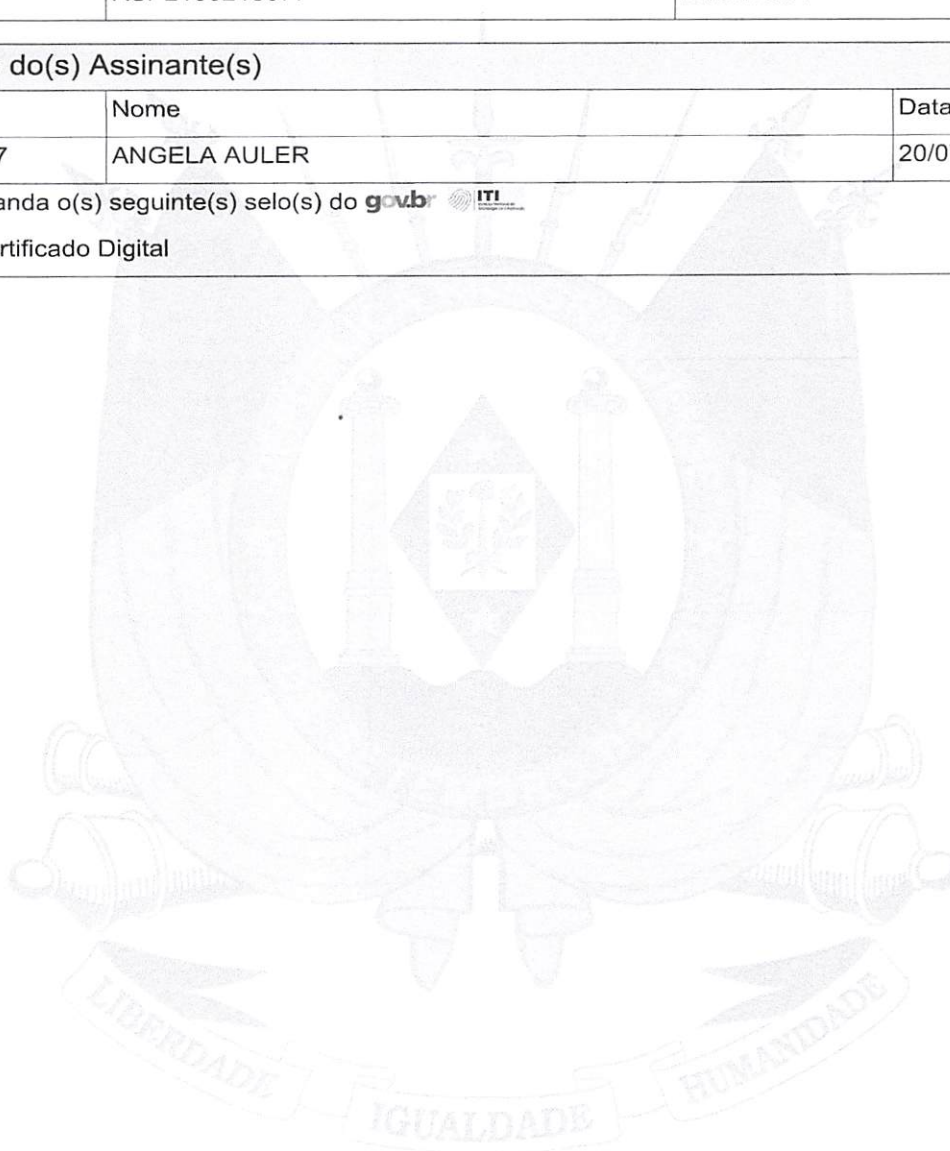 do(s) Assinante(s)
Nome Data
7 ANGELA AULER 20/0
anda o(s) seguinte(s) selo(s) do gov.br ITI
rtificado Digital
LIBERDADE IGUALDADE HUMANIDADE